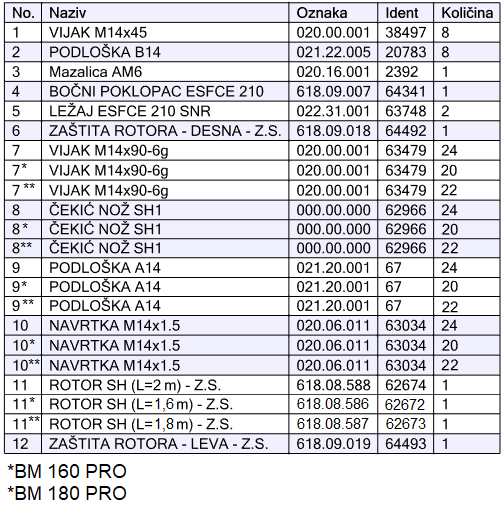 No. Naziv Oznaka Ident Količina
1 VIJAK M14x45 020.00.001 38497 8
2 PODLOŠKA B14 021.22.005 20783 8
3 Mazalica AM6 020.16.001 2392 1
4 BOČNI POKLOPAC ESFCE 210 618.09.007 64341 1
5 LEŽAJ ESFCE 210 SNR 022.31.001 63748 2
6 ZAŠTITA ROTORA - DESNA - Z.S. 618.09.018 64492 1
7 VIJAK M14x90-6g 020.00.001 63479 24
7* VIJAK M14x90-6g 020.00.001 63479 20
7** VIJAK M14x90-6g 020.00.001 63479 22
8 ČEKIĆ NOŽ SH1 000.00.000 62966 24
8* ČEKIĆ NOŽ SH1 000.00.000 62966 20
8** ČEKIĆ NOŽ SH1 000.00.000 62966 22
9 PODLOŠKA A14 021.20.001 67 24
9* PODLOŠKA A14 021.20.001 67 20
9** PODLOŠKA A14 021.20.001 67 22
10 NAVRTKA M14x1.5 020.06.011 63034 24
10* NAVRTKA M14x1.5 020.06.011 63034 20
10** NAVRTKA M14x1.5 020.06.011 63034 22
11 ROTOR SH (L=2 m) - Z.S. 618.08.588 62674 1
11* ROTOR SH (L=1,6 m) - Z.S. 618.08.586 62672 1
11** ROTOR SH (L=1,8 m) - Z.S. 618.08.587 62673 1
12 ZAŠTITA ROTORA - LEVA - Z.S. 618.09.019 64493 1
*BM 160 PRO
*BM 180 PRO